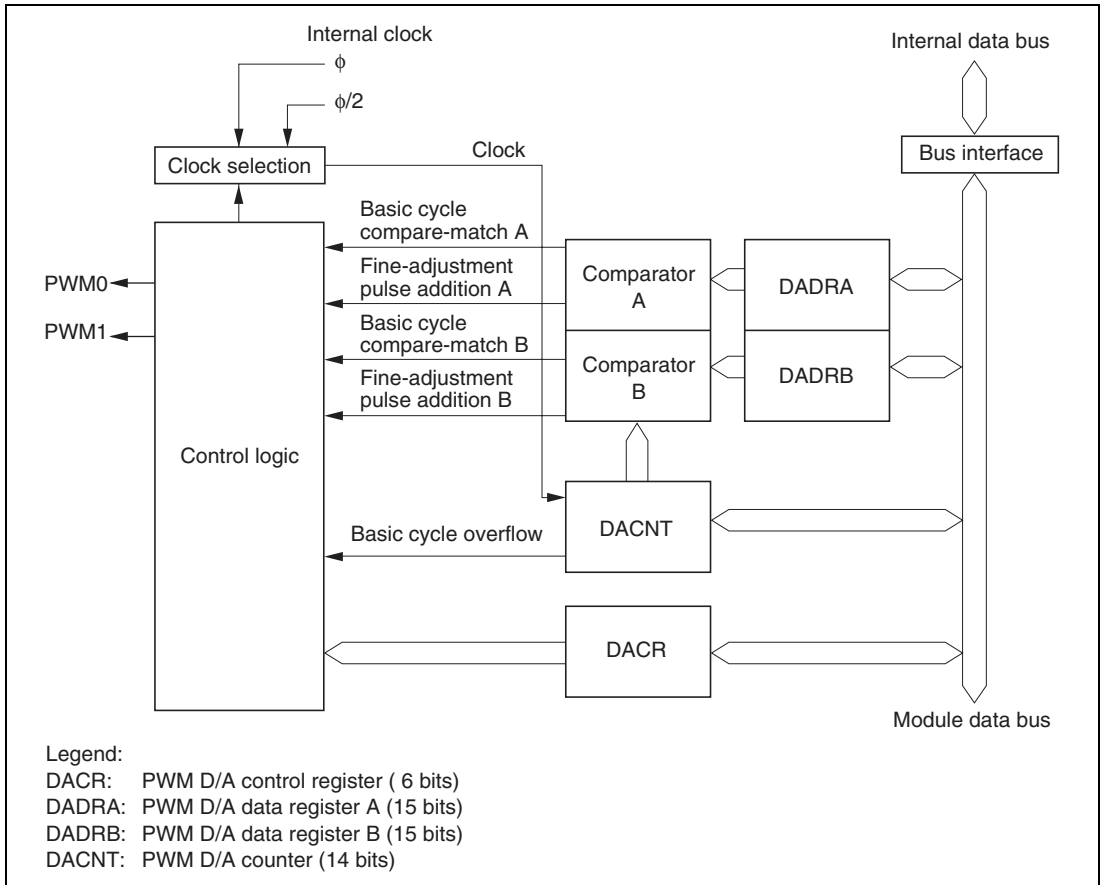 Internal clock
Internal data bus
ϕ
ϕ/2
Clock selection
Clock
Bus interface
Basic cycle
compare-match A
Fine-adjustment
pulse addition A
Basic cycle
compare-match B
Fine-adjustment
pulse addition B
Comparator
A
DADRA
PWM0
PWM1
Comparator
B
DADRB
Control logic
DACNT
Basic cycle overflow
DACR
Module data bus
Legend:
DACR: PWM D/A control register ( 6 bits)
DADRA: PWM D/A data register A (15 bits)
DADRB: PWM D/A data register B (15 bits)
DACNT: PWM D/A counter (14 bits)